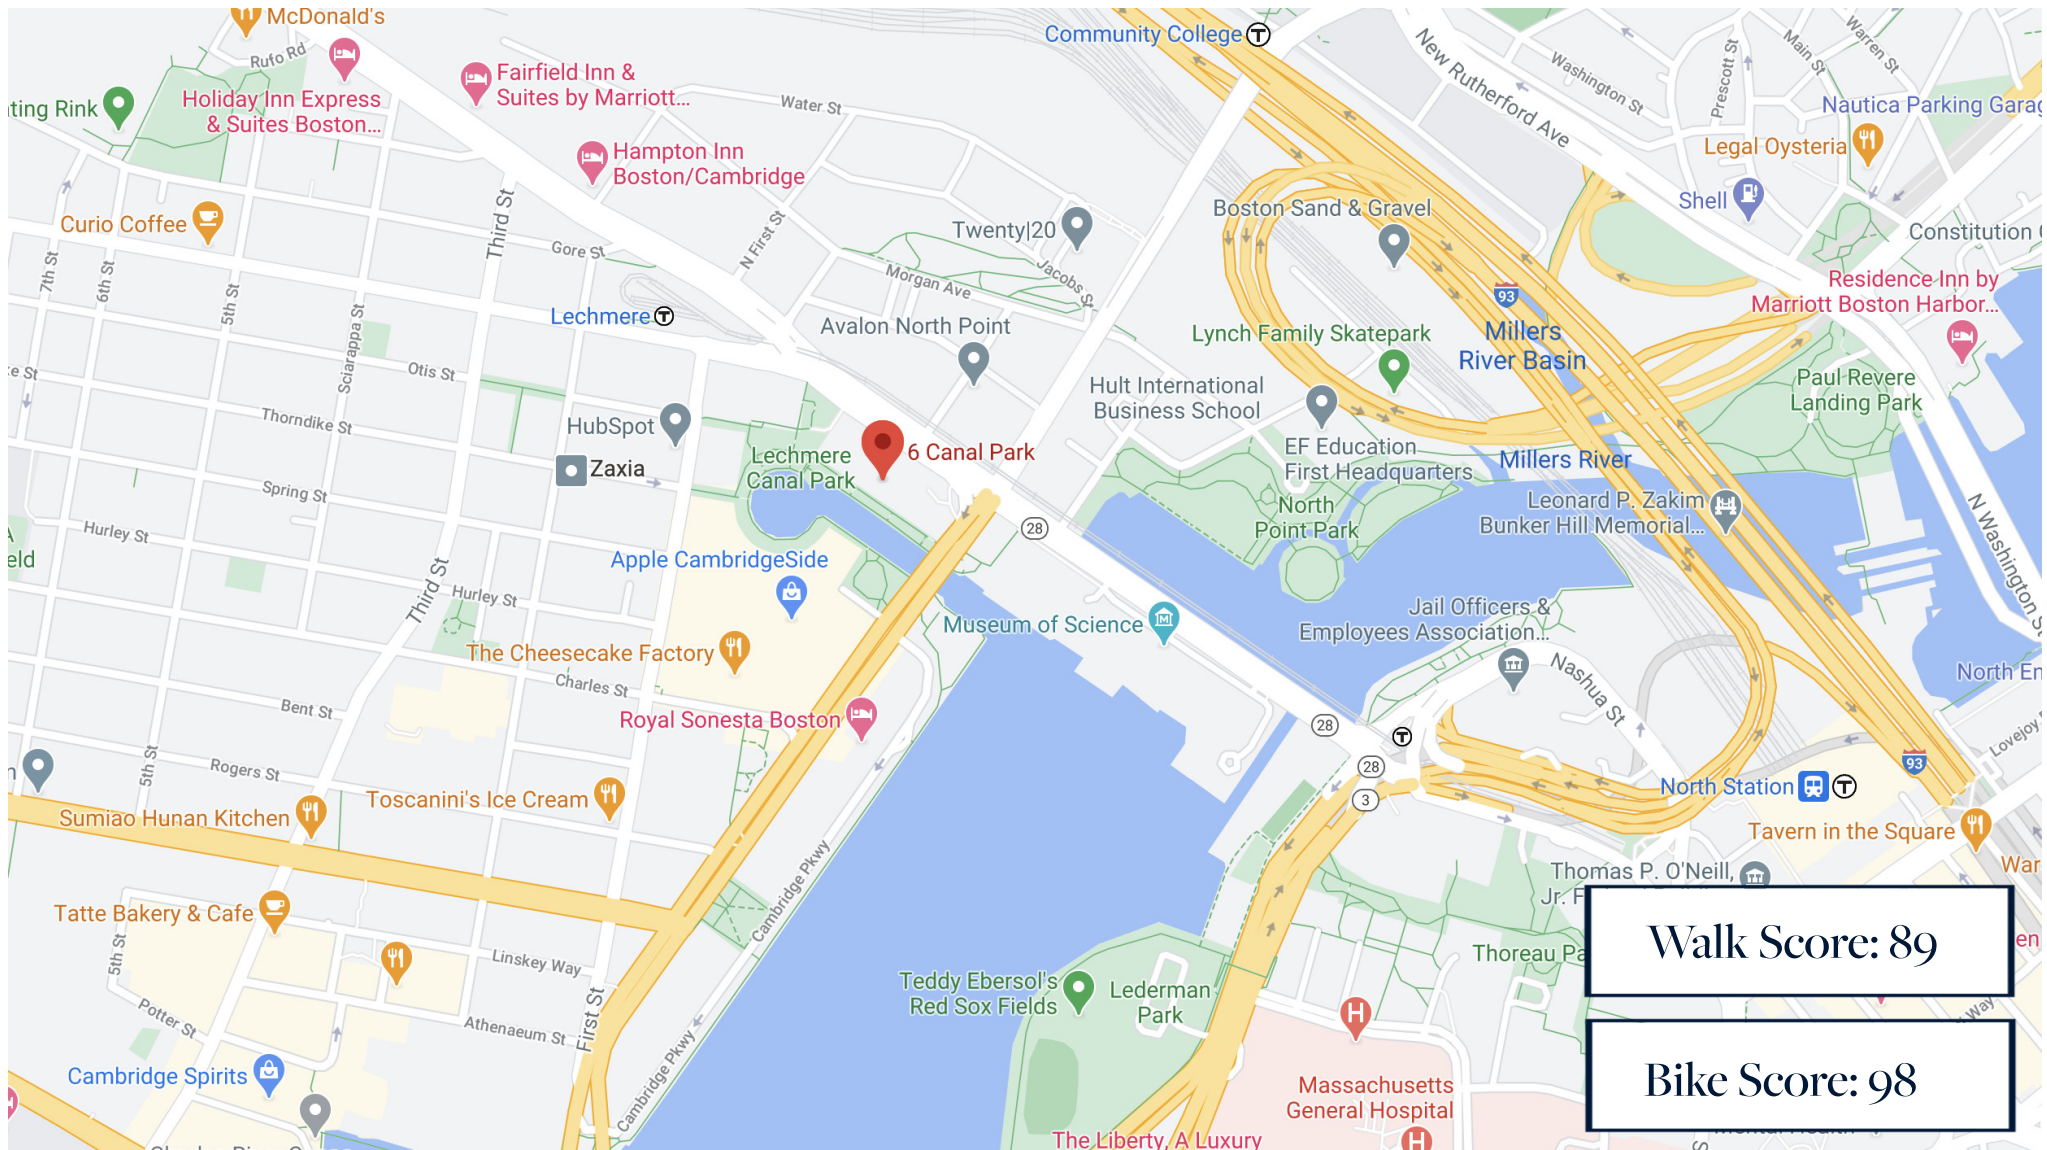 McDonald's
Rufo Rd
Community College
T
New Rutherford Ave
Washington St
Prescott St
Main St
Warren St
Fairfield Inn &
Suites by Marriott...
Holiday Inn Express
& Suites Boston...
ting Rink
Water St
Nautica Parking Garag
Legal Oysteria
Hampton Inn
Boston/Cambridge
Shell
Boston Sand & Gravel
Curio Coffee
Third St
Gore St
N First St
Twenty|20
Jacobs St
Morgan Ave
Constitution
Residence Inn by
Marriott Boston Harbor...
7th St
6th St
5th St
Sciarappa St
Lechmere
T
Avalon North Point
93
Millers
River Basin
Lynch Family Skatepark
Otis St
Thorndike St
HubSpot
Zaxia
Hult International
Business School
Paul Revere
Landing Park
EF Education
First Headquarters
Lechmere
Canal Park
6 Canal Park
Millers River
Spring St
Hurley St
28
North
Point Park
Leonard P. Zakim
Bunker Hill Memorial...
N Washington St
eld
Apple CambridgeSide
Third St
Hurley St
Museum of Science
M
Jail Officers &
Employees Association...
The Cheesecake Factory
Charles St
Nashua St
North En
Bent St
Royal Sonesta Boston
28
T
Lovejoy
5th St
Rogers St
28
3
93
North Station
T
Toscanini's Ice Cream
Sumiao Hunan Kitchen
Tavern in the Square
War
Thomas P. O'Neill,
Jr. F
Cambridge Pkwy
Tatte Bakery & Cafe
5th St
Linskey Way
Thoreau Pa
en
Walk Score: 89
Teddy Ebersol's
Red Sox Fields
Lederman
Park
H
Potter St
Athenaeum St
First St
Way
Cambridge Pkwy
Cambridge Spirits
Massachusetts
General Hospital
H
Bike Score: 98
The Liberty, A Luxury